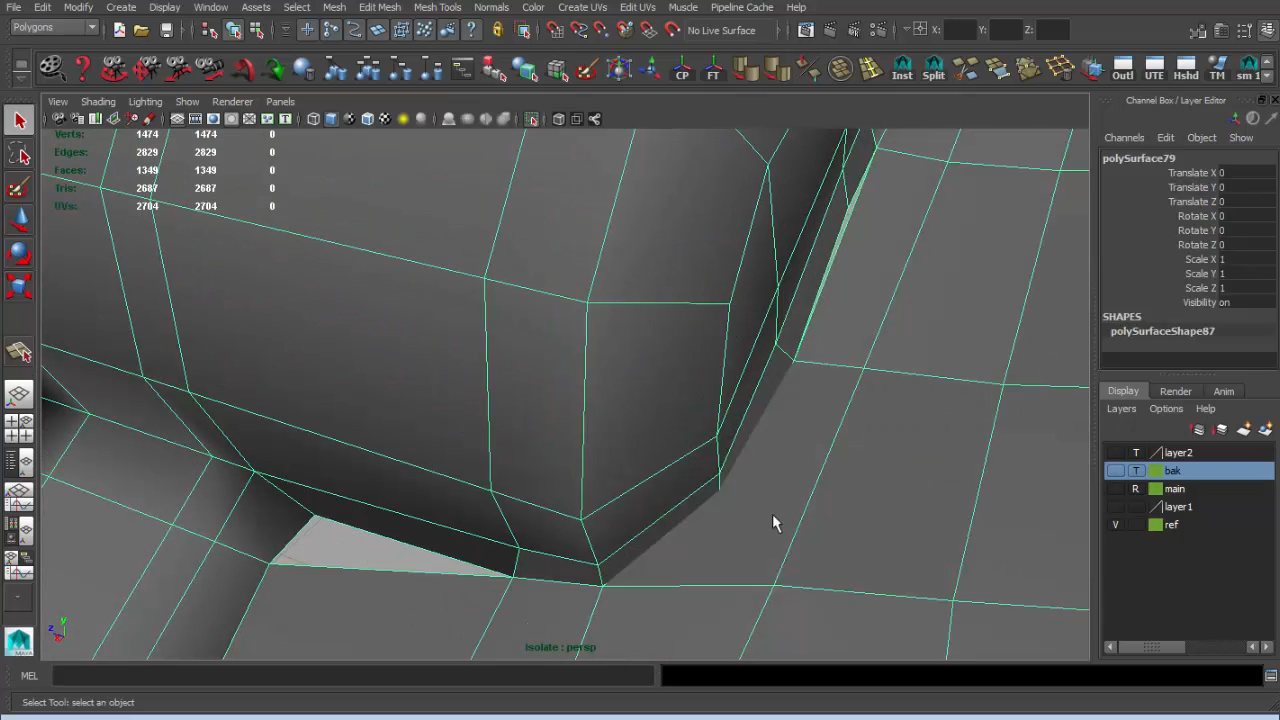 File Edit Modify Create Display Window Assets Select Mesh Edit Mesh Mesh Tools Normals Color Create UVs Edit UVs Muscle Pipeline Cache Help
Polygons No Live Surface X: Y: Z:
CP FT Inst Split Outl UTE Hshd TM sm 1
View Shading Lighting Show Renderer Panels
Channel Box / Layer Editor
Channels Edit Object Show
Verts: 1474 1474 0
Edges: 2829 2829 0
Faces: 1349 1349 0
Tris: 2687 2687 0
UVs: 2704 2704 0
polySurface79
Translate X 0
Translate Y 0
Translate Z 0
Rotate X 0
Rotate Y 0
Rotate Z 0
Scale X 1
Scale Y 1
Scale Z 1
Visibility on
SHAPES
polySurfaceShape87
Display Render Anim
Layers Options Help
T layer2
T bak
R main
layer1
V ref
y
z x
Isolate : persp
MEL
Select Tool: select an object